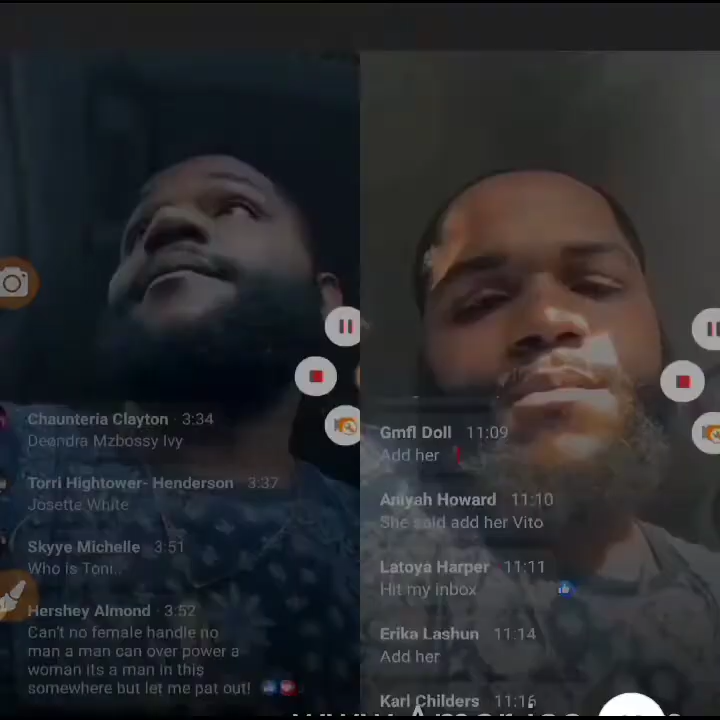 Chaunteria Clayton · 3:34
Deandra Mzbossy Ivy
Torri Hightower- Henderson · 3:37
Josette White
Skyye Michelle · 3:51
Who is Toni..
Hershey Almond · 3:52
Can't no female handle no
man a man can over power a
woman its a man in this
somewhere but let me pat out!
Gmfl Doll 11:09
Add her
Aniyah Howard 11:10
She said add her Vito
Latoya Harper 11:11
Hit my inbox
Erika Lashun 11:14
Add her
Karl Childers 11:16